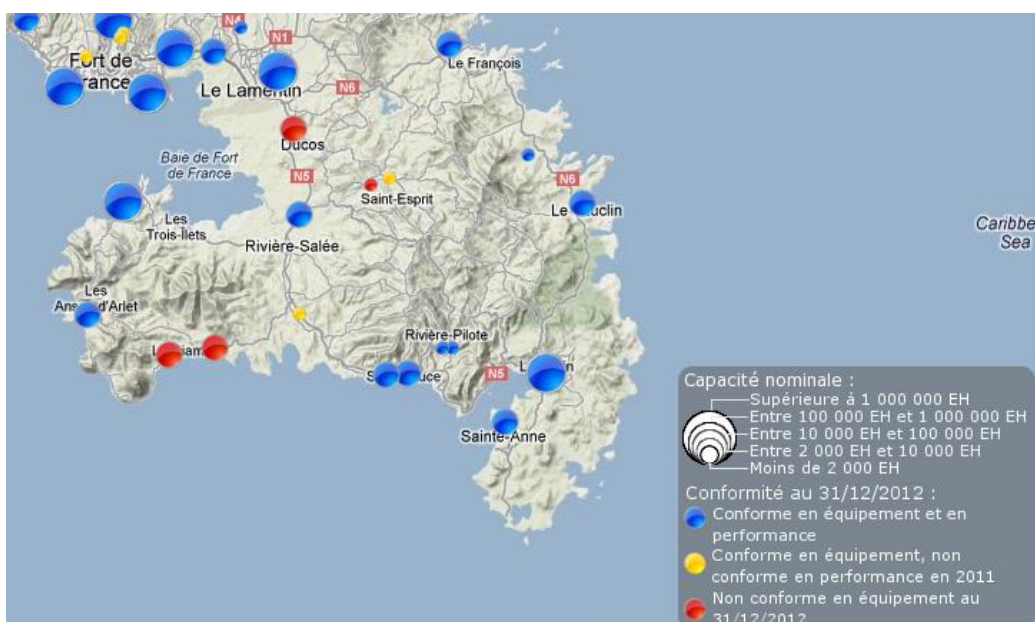 N4
N1
Fort de
France
Le Lamentin
Le François
N6
Ducos
Baie de Fort
de France
N5
N6
Saint-Esprit
Les
Trois-Îlets
Rivière-Salée
Caribbe
Sea
Les
Rivière-Pilote
N5
Sainte-Anne
Capacité nominale :
Supérieure à 1 000 000 EH
Entre 100 000 EH et 1 000 000 EH
Entre 10 000 EH et 100 000 EH
Entre 2 000 EH et 10 000 EH
Moins de 2 000 EH
Conformité au 31/12/2012 :
Conforme en équipement et en
performance
Conforme en équipement, non
conforme en performance en 2011
Non conforme en équipement au
31/12/2012